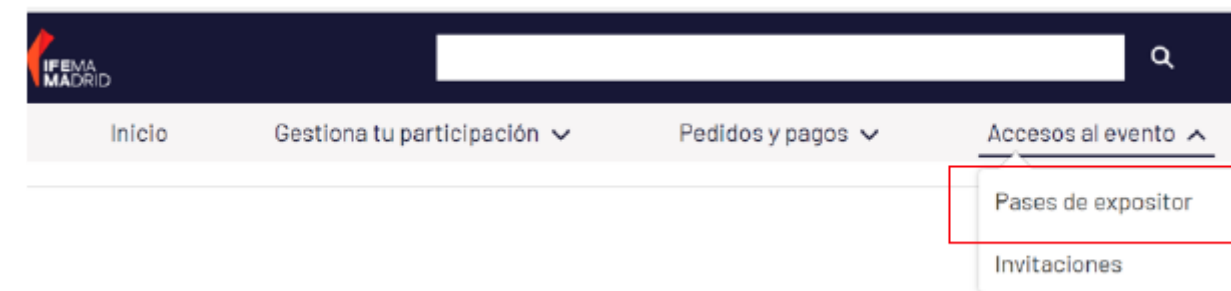 IFEMA
MADRID
Inicio Gestiona tu participación Pedidos y pagos Accesos al evento
Pases de expositor
Invitaciones